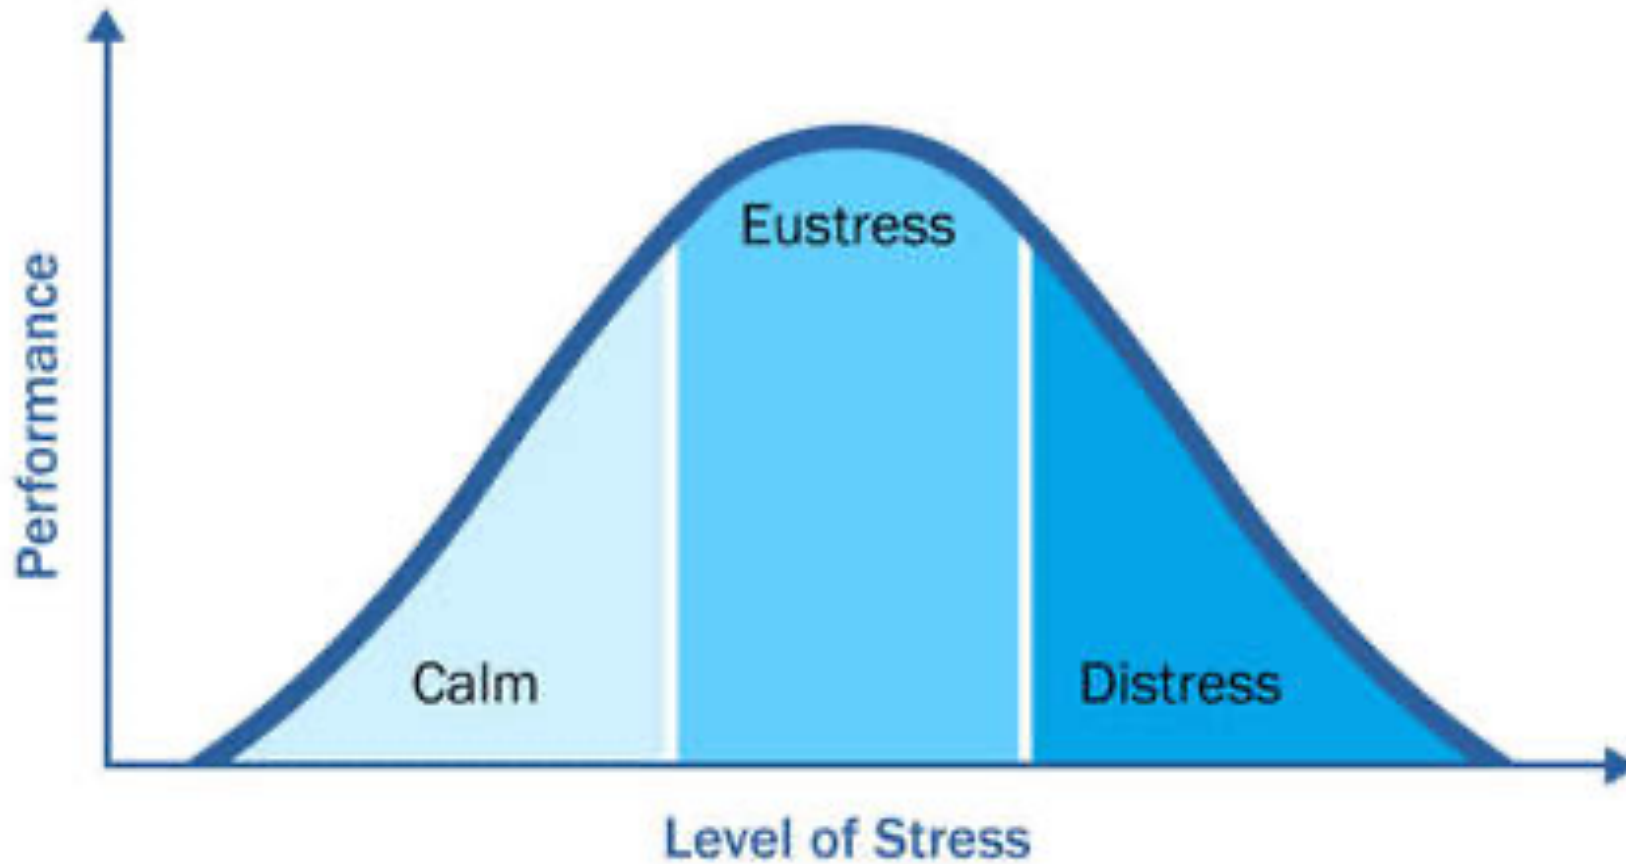 Performance
Eustress
Calm
Distress
Level of Stress